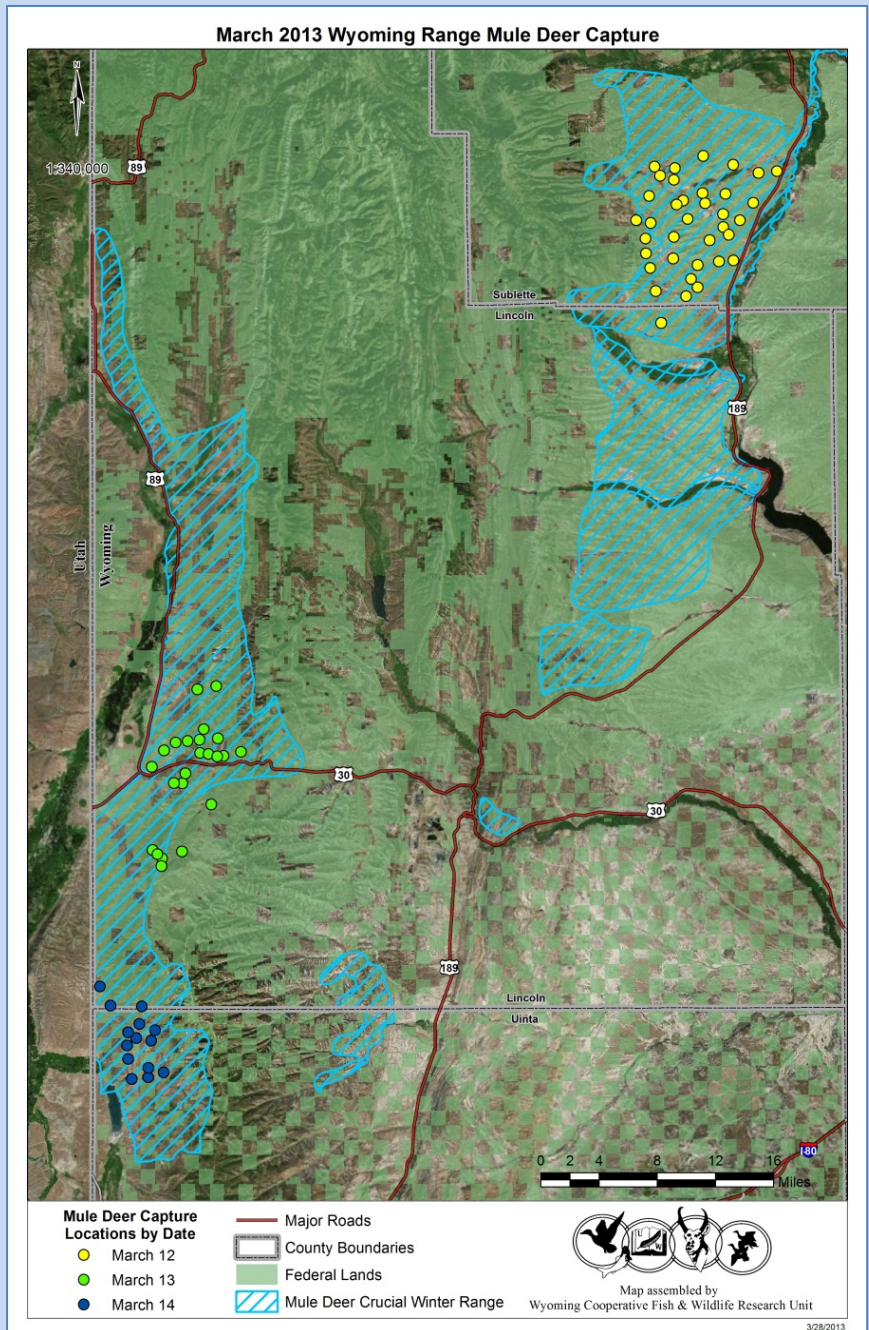 March 2013 Wyoming Range Mule Deer Capture
N
1:340,000
89
Sublette
Lincoln
189
89
Utah
Wyoming
30
30
189
Lincoln
Uinta
I-80
0 2 4 8 12 16
Miles
Mule Deer Capture
Locations by Date
March 12
March 13
March 14
Major Roads
County Boundaries
Federal Lands
Mule Deer Crucial Winter Range
U W
Map assembled by
Wyoming Cooperative Fish & Wildlife Research Unit
3/28/2013